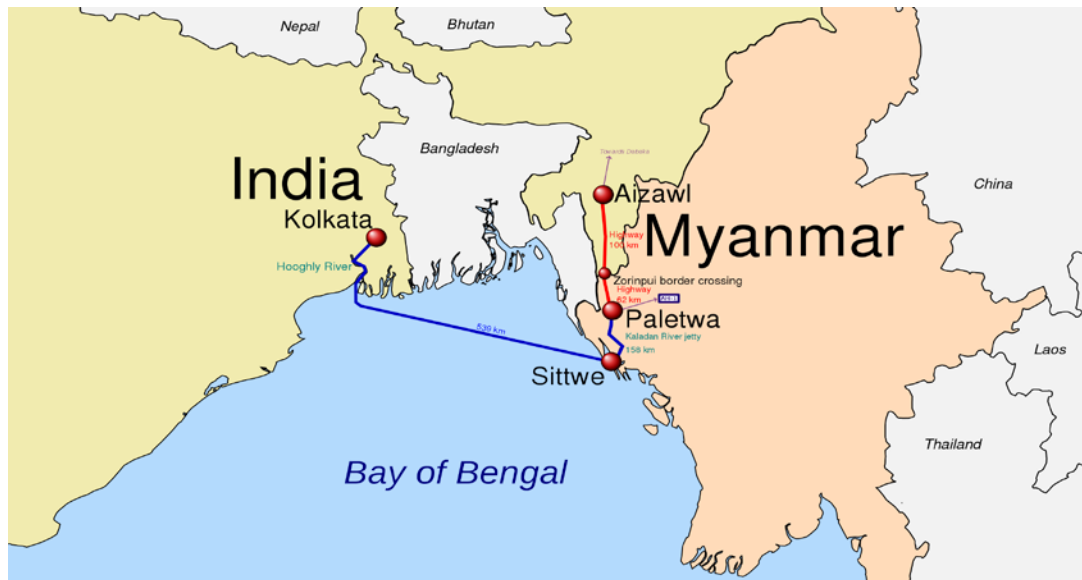 Nepal
Bhutan
Bangladesh
India
Kolkata
Hooghly River
China
Aizawl
Myanmar
Highway
100 km
Zorinpui border crossing
Highway
62 km
Paletwa
Kaladan River jetty
158 km
539 km
Sittwe
Laos
Thailand
Bay of Bengal